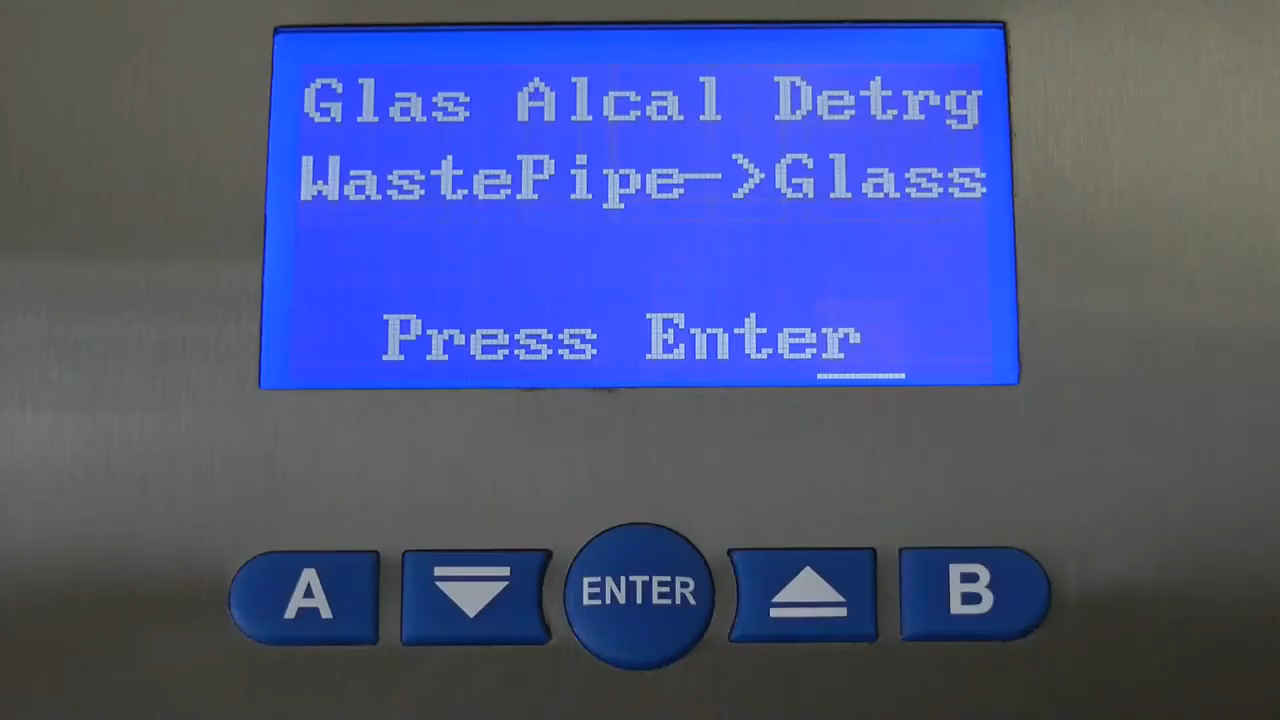 Glas Alcal Detrg
WastePipe->Glass
Press Enter
A ENTER B